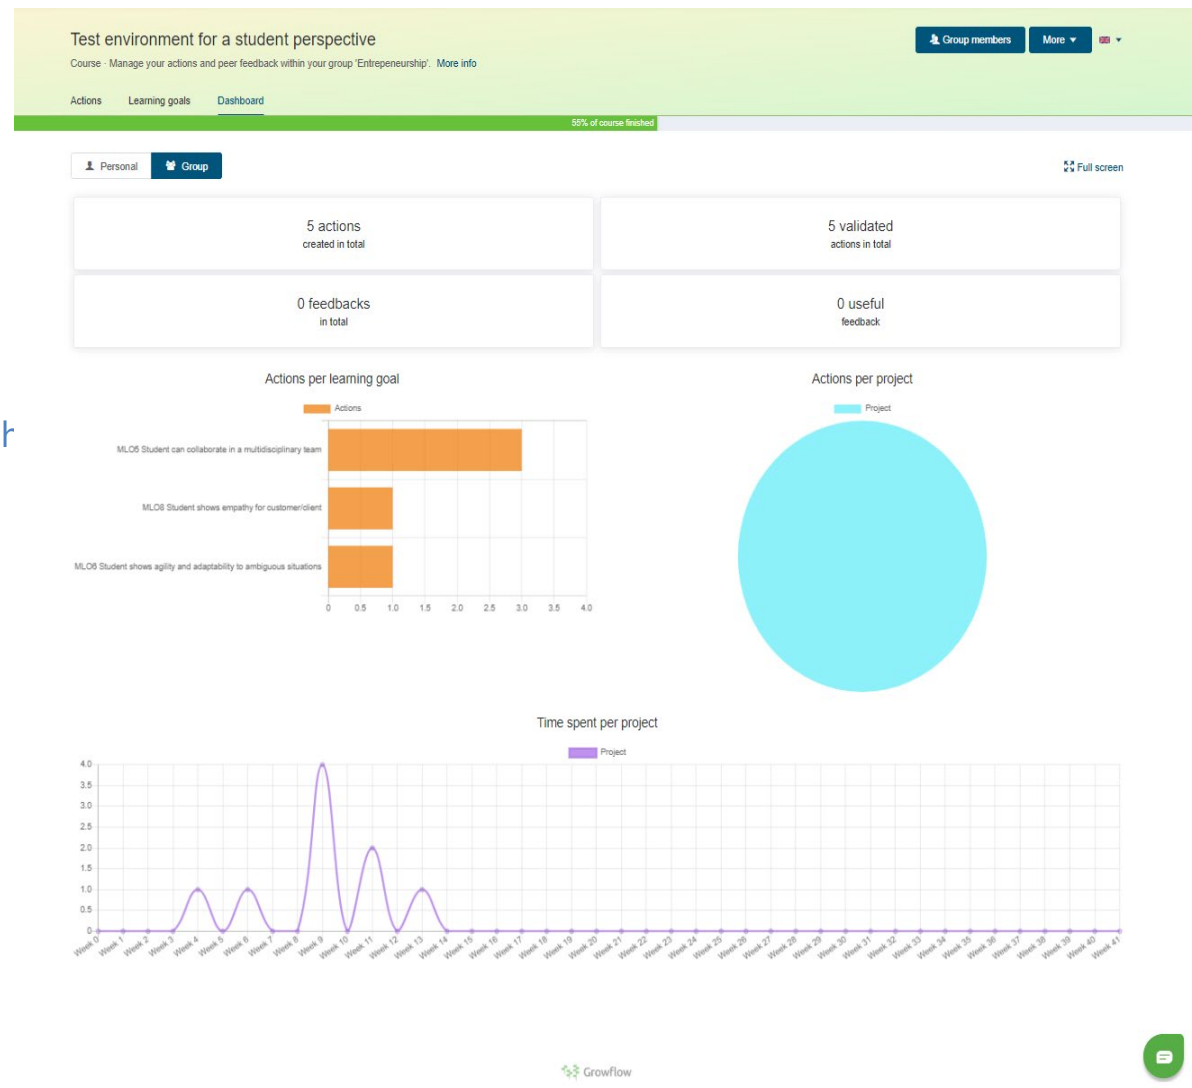 Test environment for a student perspective
Group members
More
Course - Manage your actions and peer feedback within your group 'Entrepeneurship'. More info
Actions
Learning goals
Dashboard
55% of course finished
Personal
Group
Full screen
5 actions
created in total
5 validated
actions in total
0 feedbacks
in total
0 useful
feedback
Actions per learning goal
Actions
MLO5 Student can collaborate in a multidisciplinary team
MLO8 Student shows empathy for customer/client
MLO6 Student shows agility and adaptability to ambiguous situations
0 0.5 1.0 1.5 2.0 2.5 3.0 3.5 4.0
Actions per project
Project
h
Time spent per project
Project
4.0
3.5
3.0
2.5
2.0
1.5
1.0
0.5
0
Week 0 Week 1 Week 2 Week 3 Week 4 Week 5 Week 6 Week 7 Week 8 Week 9 Week 10 Week 11 Week 12 Week 13 Week 14 Week 15 Week 16 Week 17 Week 18 Week 19 Week 20 Week 21 Week 22 Week 23 Week 24 Week 25 Week 26 Week 27 Week 28 Week 29 Week 30 Week 31 Week 32 Week 33 Week 34 Week 35 Week 36 Week 37 Week 38 Week 39 Week 40 Week 41
Growflow